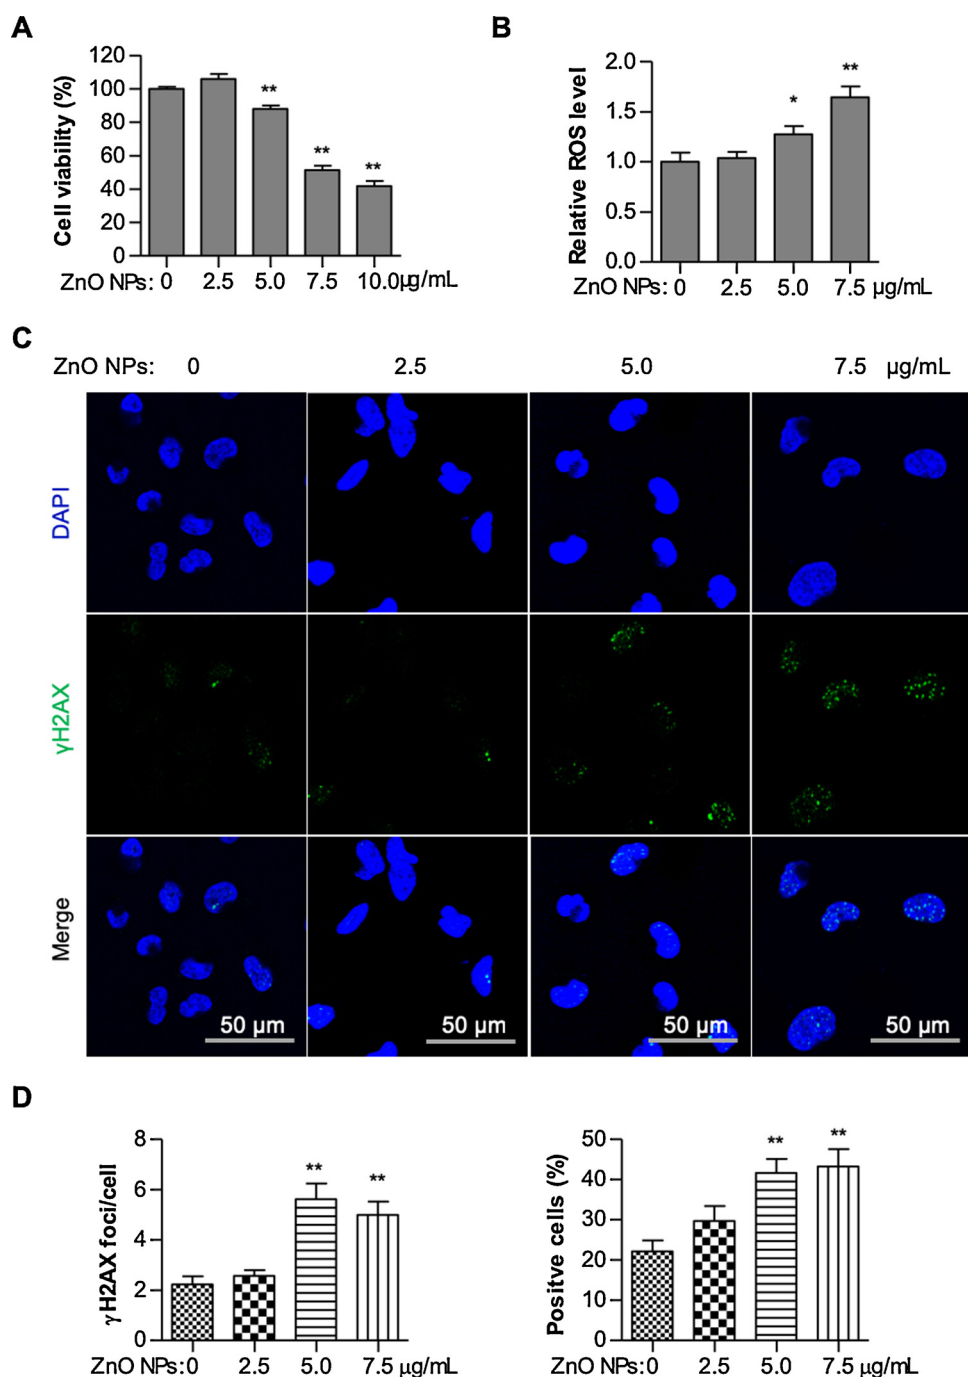 A
120
100
80
60
40
20
0
Cell viability (%)
**
**
**
ZnO NPs: 0 2.5 5.0 7.5 10.0µg/mL
B
2.0
1.5
1.0
0.5
0.0
Relative ROS level
*
**
ZnO NPs: 0 2.5 5.0 7.5 µg/mL
C
ZnO NPs: 0 2.5 5.0 7.5 µg/mL
DAPI
γH2AX
Merge
50 µm 50 µm 50 µm 50 µm
D
8
6
4
2
0
γH2AX foci/cell
**
**
ZnO NPs:0 2.5 5.0 7.5 µg/mL
50
40
30
20
10
0
Positve cells (%)
**
**
ZnO NPs:0 2.5 5.0 7.5 µg/mL